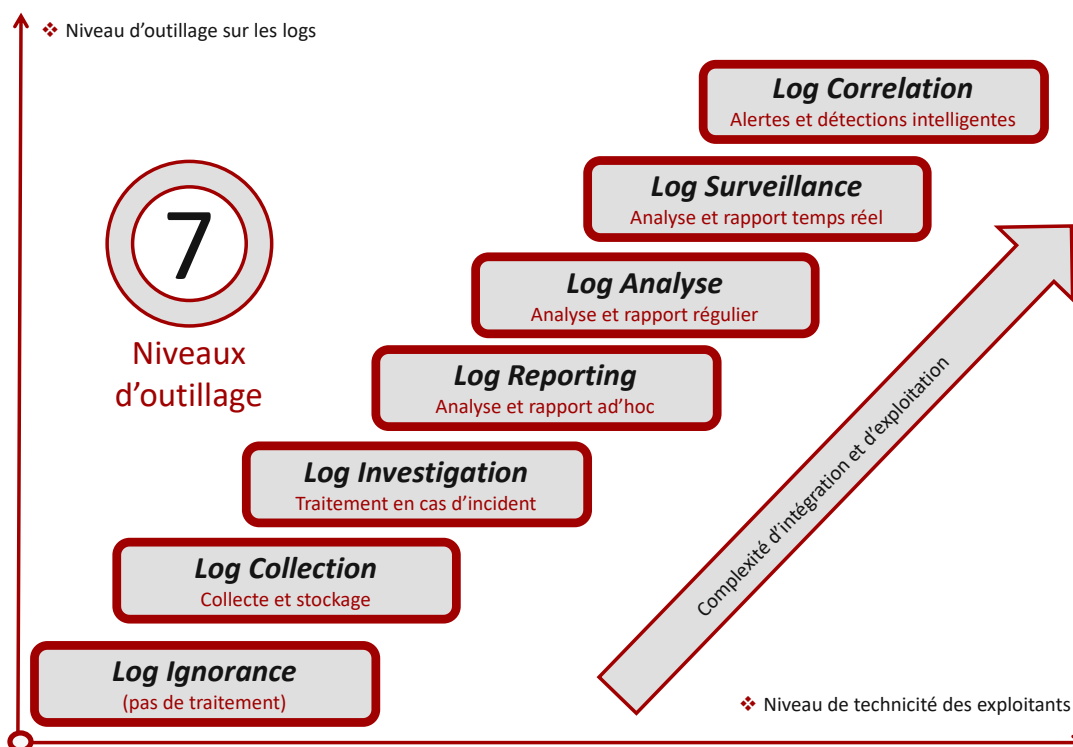 ❖ Niveau d'outillage sur les logs
Log Correlation
Alertes et détections intelligentes
Log Surveillance
Analyse et rapport temps réel
7
Niveaux
d'outillage
Log Analyse
Analyse et rapport régulier
Log Reporting
Analyse et rapport ad'hoc
Log Investigation
Traitement en cas d'incident
Log Collection
Collecte et stockage
Log Ignorance
(pas de traitement)
Complexité d'intégration et d'exploitation
❖ Niveau de technicité des exploitants